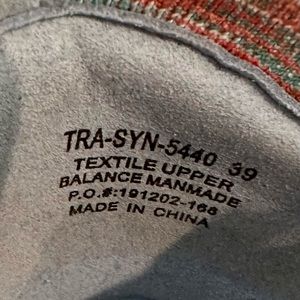 TRA-SYN-5440 39
TEXTILE UPPER
BALANCE MANMADE
P.O.#:191202-168
MADE IN CHINA